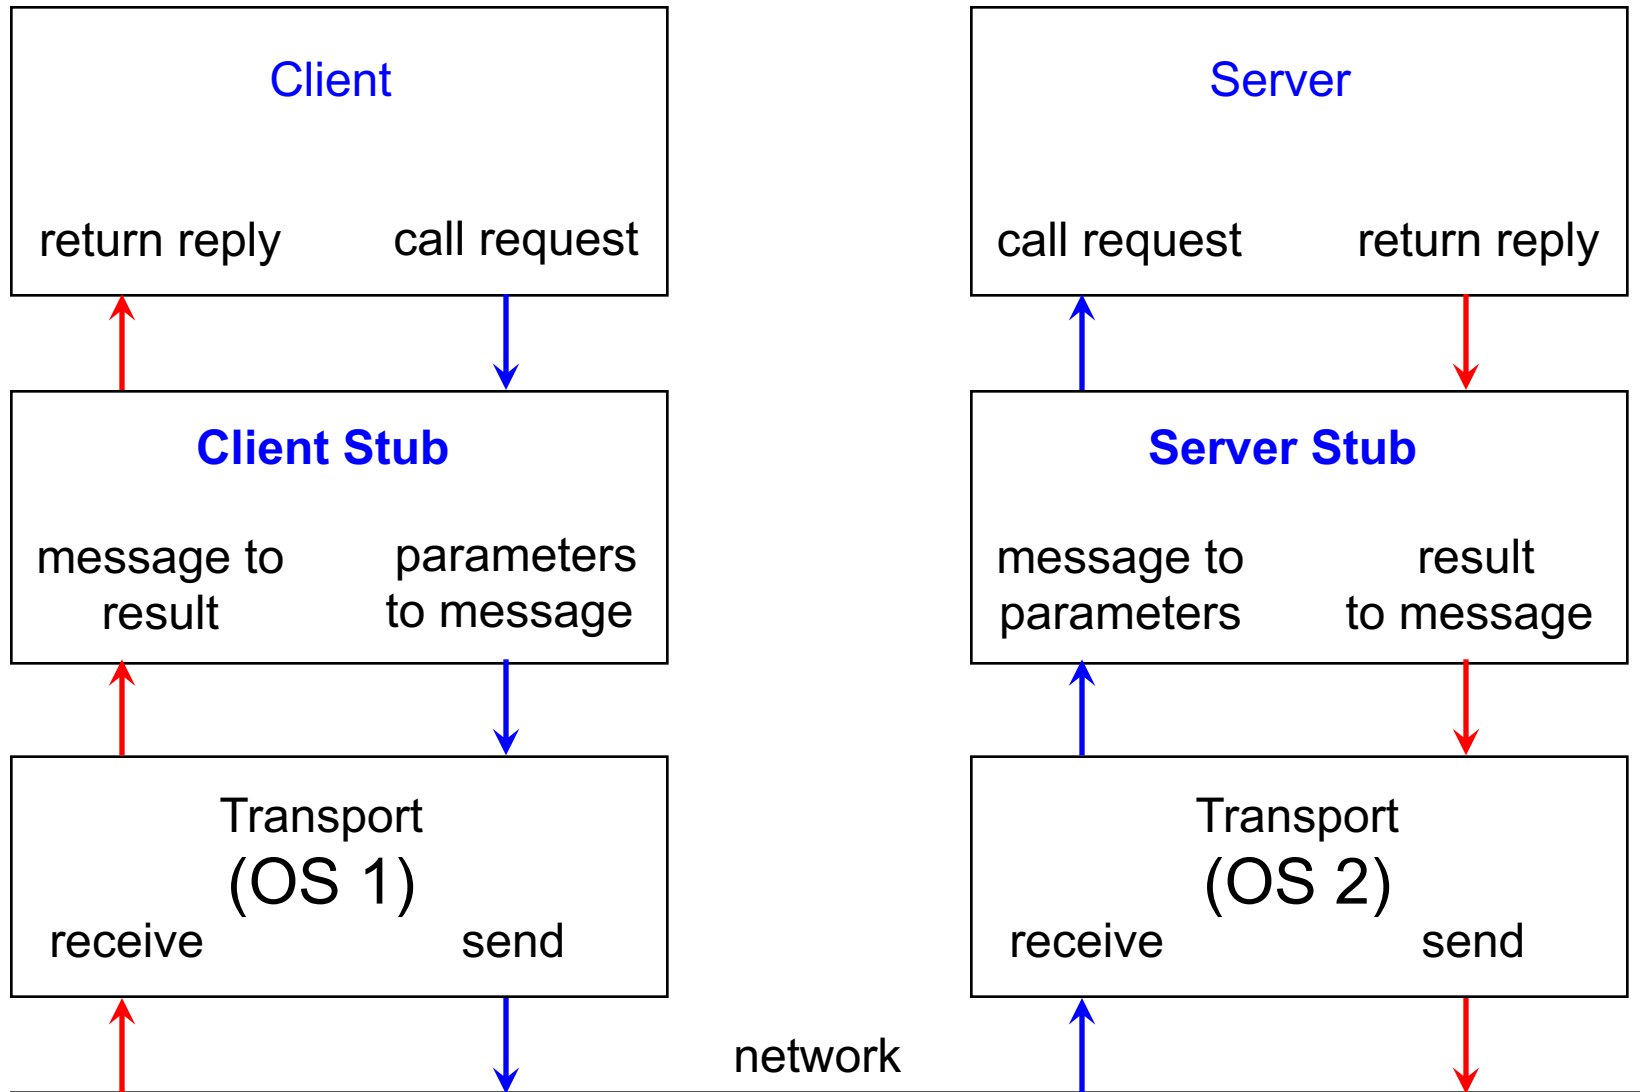 Client
return reply
call request
Client Stub
message to
result
parameters
to message
Transport
(OS 1)
receive
send
Server
call request
return reply
Server Stub
message to
parameters
result
to message
Transport
(OS 2)
receive
send
network